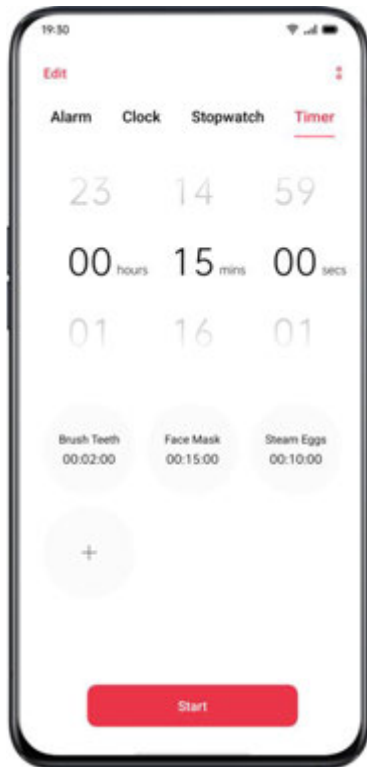 19:30
Edit
Alarm Clock Stopwatch Timer
23 14 59
00 hours 15 mins 00 secs
01 16 01
Brush Teeth Face Mask Steam Eggs
00:02:00 00:15:00 00:10:00
+
Start